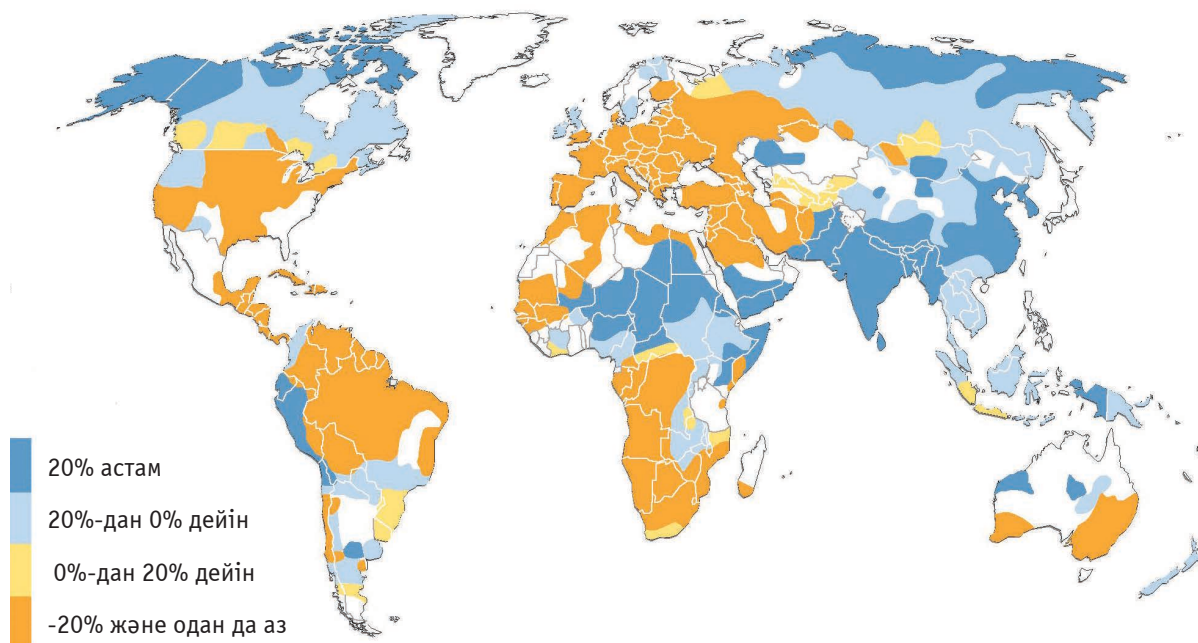 20% астам
20%-дан 0% дейін
0%-дан 20% дейін
-20% және одан да аз